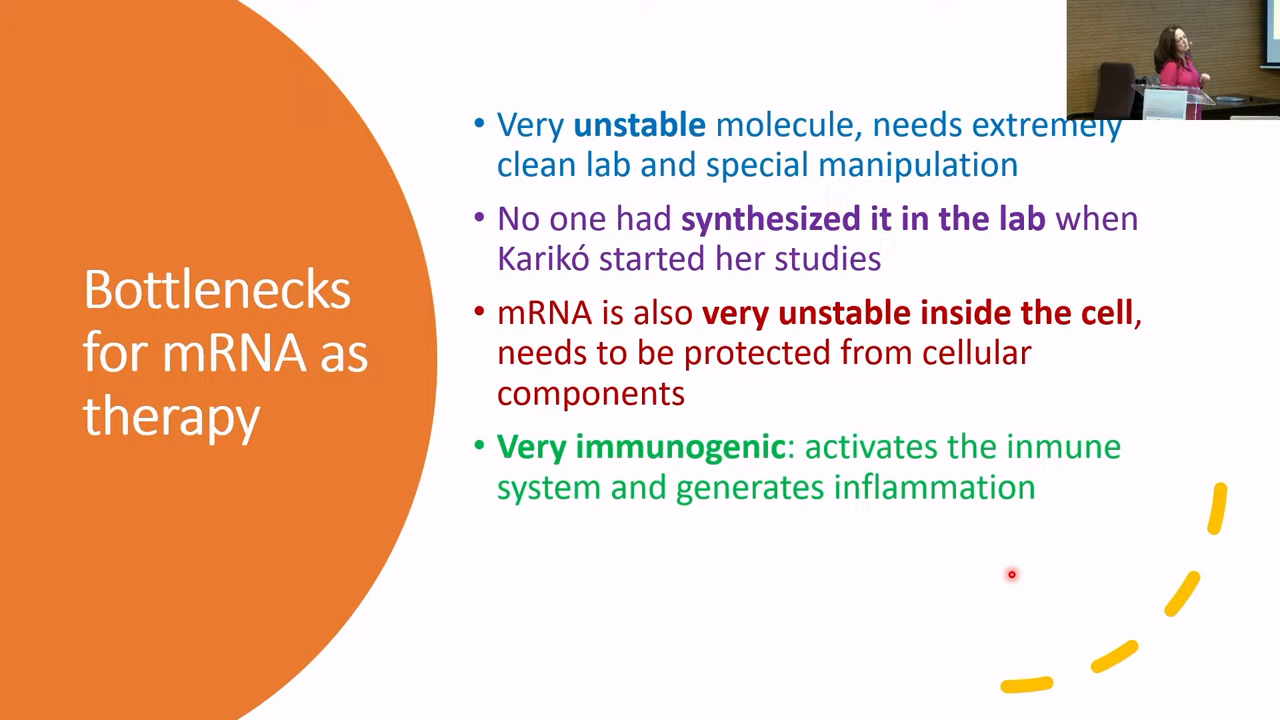 Bottlenecks
for mRNA as
therapy
• Very unstable molecule, needs extremely
clean lab and special manipulation
• No one had synthesized it in the lab when
Karikó started her studies
• mRNA is also very unstable inside the cell,
needs to be protected from cellular
components
• Very immunogenic: activates the inmune
system and generates inflammation